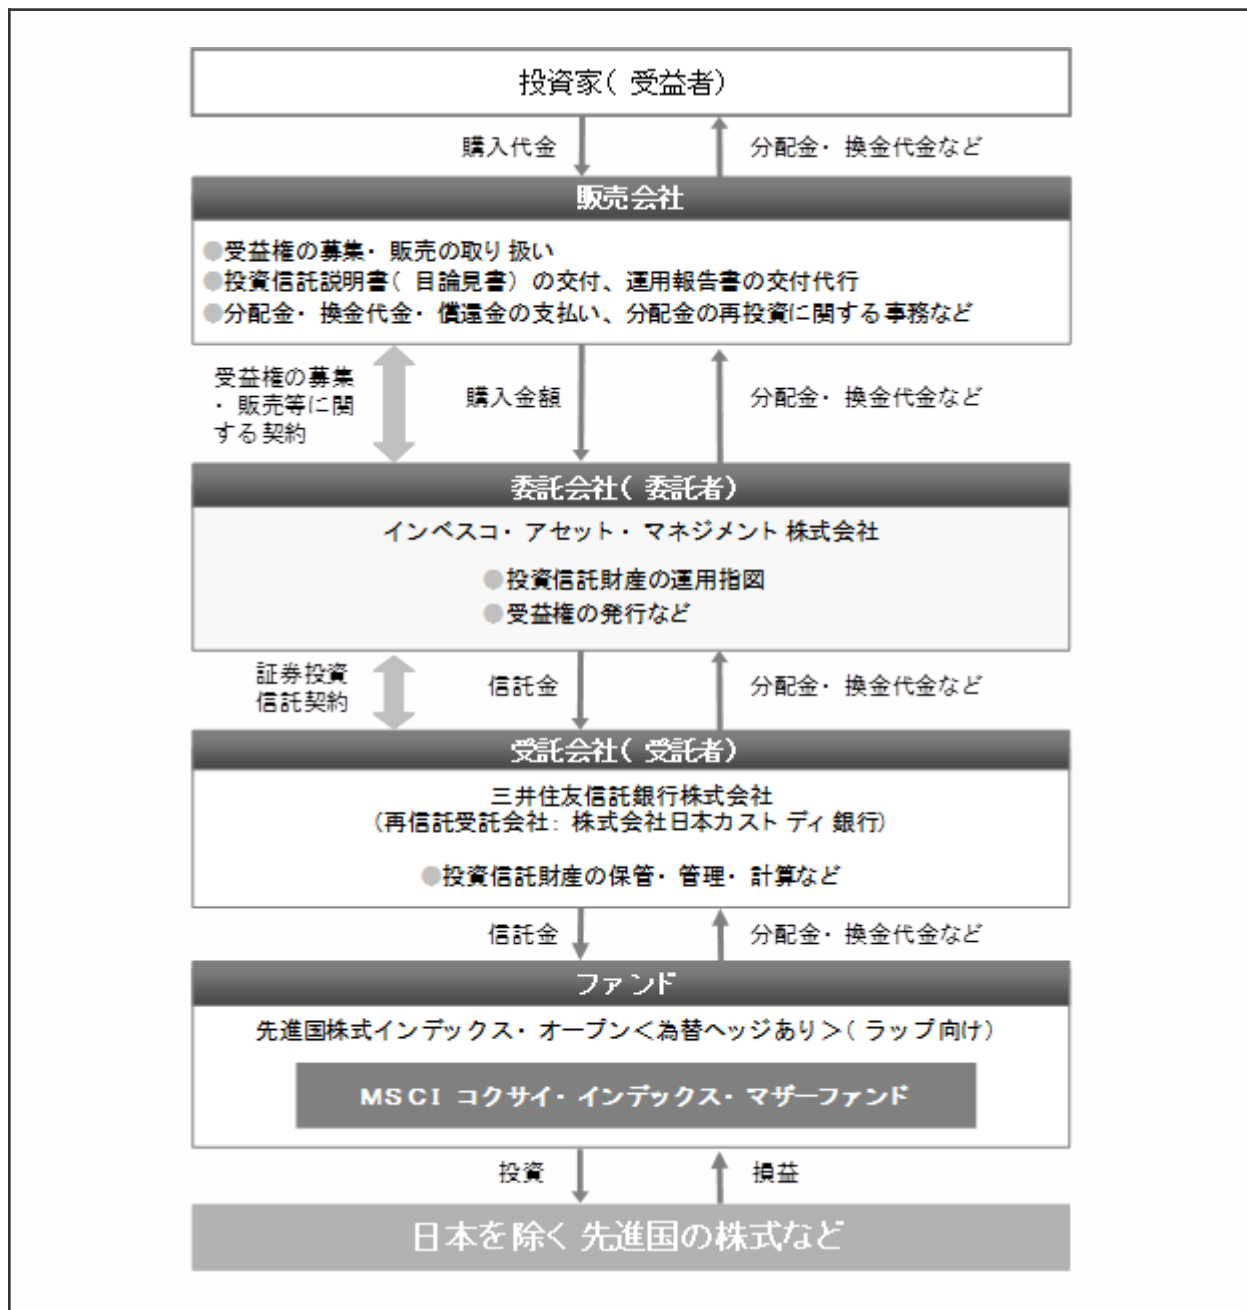 投資家(受益者)
購入代金
分配金・換金代金など
販売会社
●受益権の募集・販売の取り扱い
●投資信託説明書(目論見書)の交付、運用報告書の交付代行
●分配金・換金代金・償還金の支払い、分配金の再投資に関する事務など
受益権の募集
・販売等に関
する契約
購入金額
分配金・換金代金など
委託会社(委託者)
インベスコ・アセット・マネジメント株式会社
●投資信託財産の運用指図
●受益権の発行など
証券投資
信託契約
信託金
分配金・換金代金など
受託会社(受託者)
三井住友信託銀行株式会社
(再信託受託会社:株式会社日本カストディ銀行)
●投資信託財産の保管・管理・計算など
信託金
分配金・換金代金など
ファンド
先進国株式インデックス・オープン<為替ヘッジあり>(ラップ向け)
MSCI コクサイ・インデックス・マザーファンド
投資
損益
日本を除く先進国の株式など